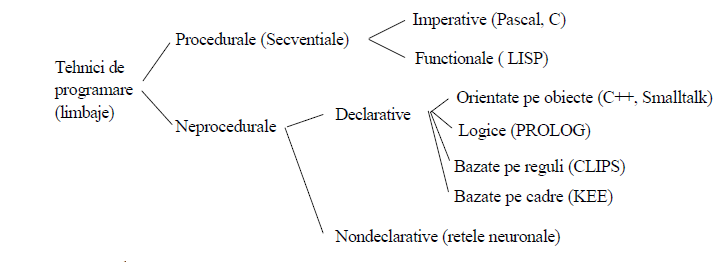 Tehnici de
programare
(limbaje)
Procedurale (Secventiale)
Imperative (Pascal, C)
Functionale ( LISP)
Neprocedurale
Declarative
Orientate pe obiecte (C++, Smalltalk)
Logice (PROLOG)
Bazate pe reguli (CLIPS)
Bazate pe cadre (KEE)
Nondeclarative (retele neuronale)